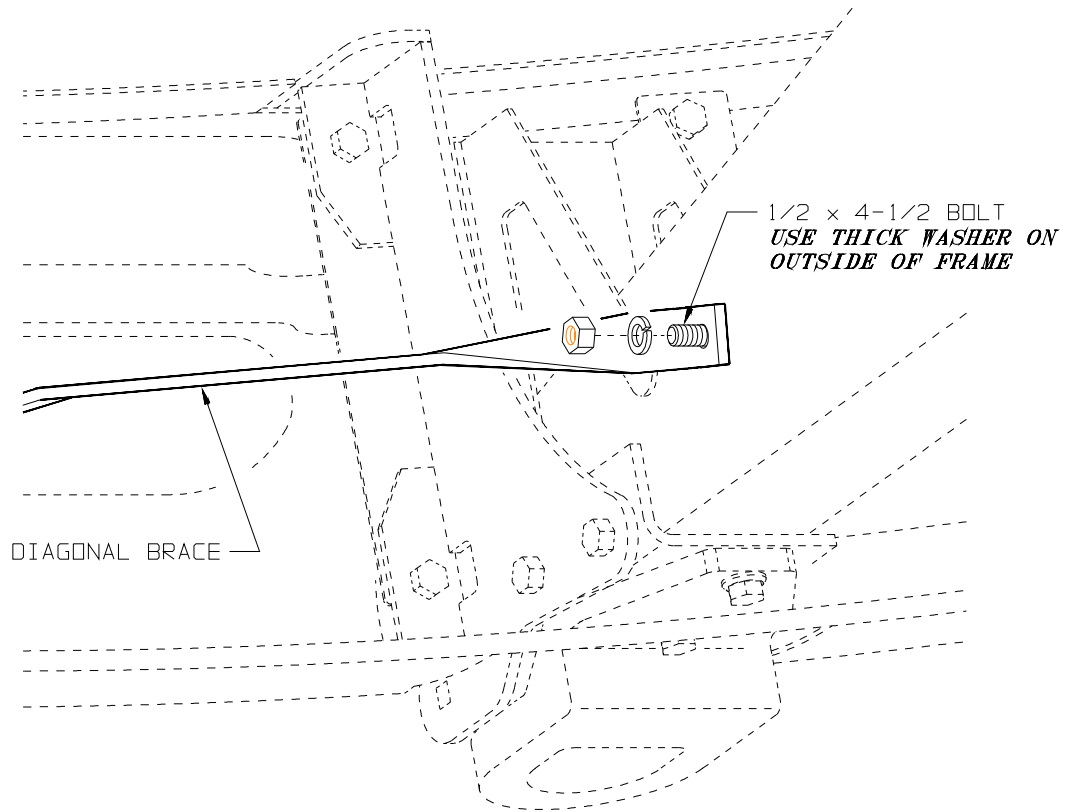 1/2 x 4-1/2 BOLT
USE THICK WASHER ON
OUTSIDE OF FRAME
DIAGONAL BRACE